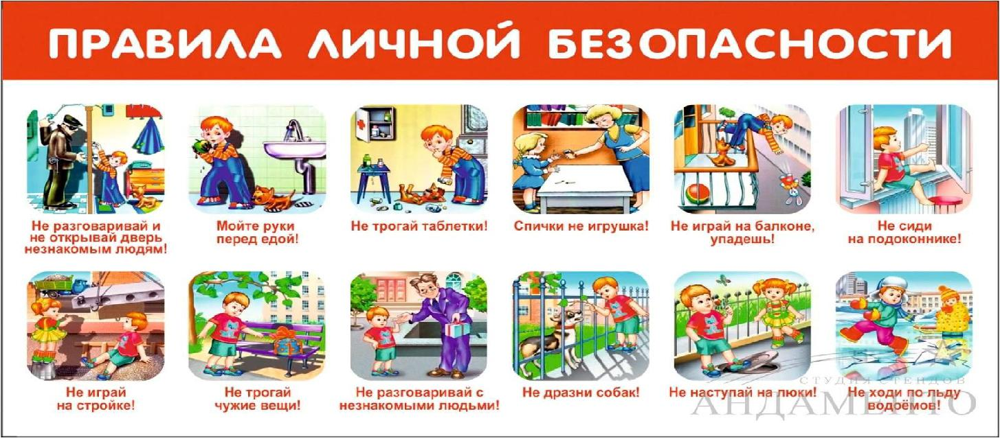 ПРАВИЛА ЛИЧНОЙ БЕЗОПАСНОСТИ
Не разговаривай и
не открывай дверь
незнакомым людям!
Мойте руки
перед едой!
Не трогай таблетки!
Спички не игрушка!
Не играй на балконе,
упадешь!
Не сиди
на подоконнике!
Не играй
на стройке!
Не трогай
чужие вещи!
Не разговаривай с
незнакомыми людьми!
Не дразни собак!
Не наступай на люки!
Не ходи по льду
водоёмов!
СТУДИЯ СТЕНДОВ
АНДАМЕНТО